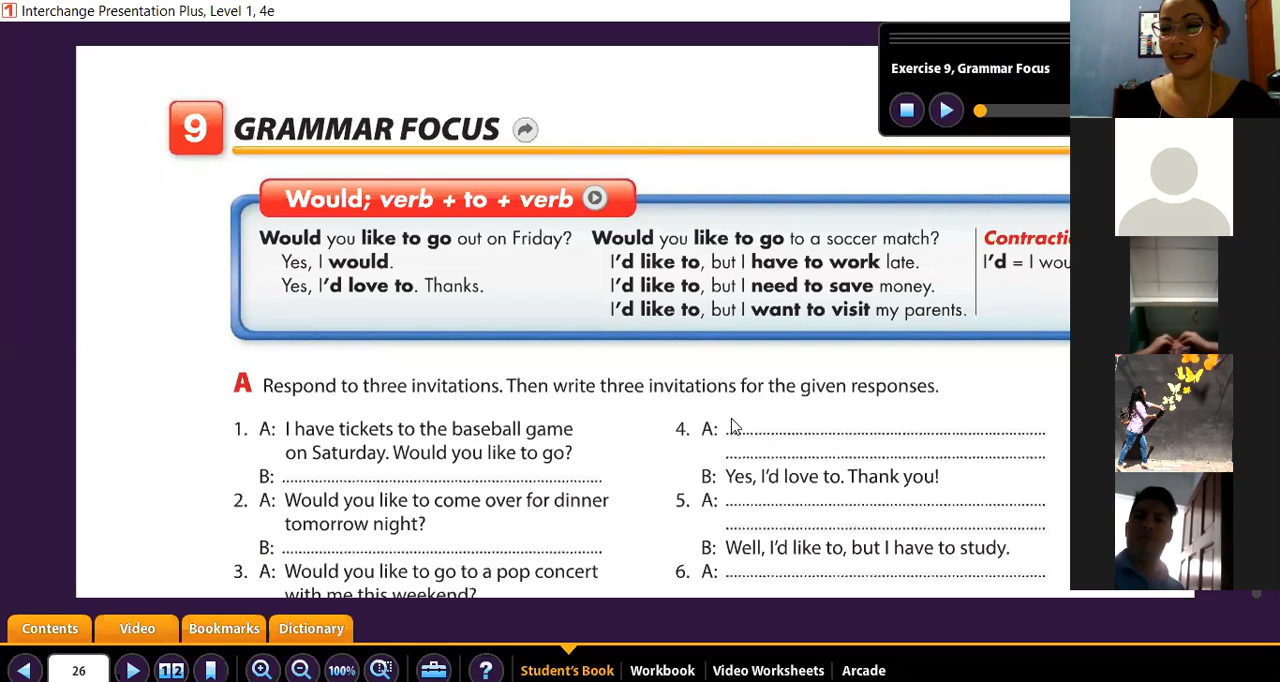 Interchange Presentation Plus, Level 1, 4e
Exercise 9, Grammar Focus
9 GRAMMAR FOCUS
Would; verb + to + verb
Would you like to go out on Friday?
Yes, I would.
Yes, I'd love to. Thanks.
Would you like to go to a soccer match?
I'd like to, but I have to work late.
I'd like to, but I need to save money.
I'd like to, but I want to visit my parents.
I'd = I
A Respond to three invitations. Then write three invitations for the given responses.
1. A: I have tickets to the baseball game
on Saturday. Would you like to go?
B:
2. A: Would you like to come over for dinner
tomorrow night?
B:
3. A: Would you like to go to a pop concert
with me this weekend?
4. A:
B: Yes, I'd love to. Thank you!
5. A:
B: Well, I'd like to, but I have to study.
6. A:
Contents Video Bookmarks Dictionary
26 1 2 100% ? Student's Book Workbook Video Worksheets Arcade